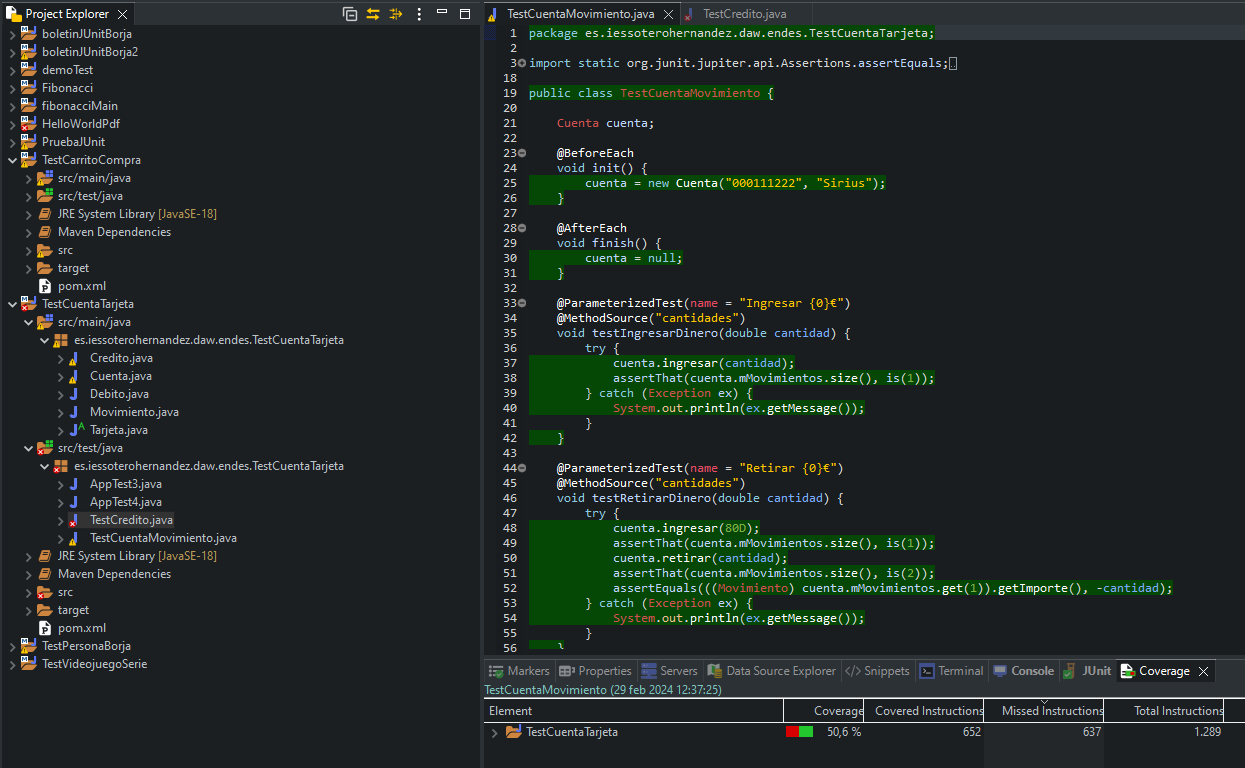 Project Explorer
boletinJUnitBorja
boletinJUnitBorja2
demoTest
Fibonacci
fibonacciMain
HelloWorldPdf
PruebaJUnit
TestCarritoCompra
src/main/java
src/test/java
JRE System Library [JavaSE-18]
Maven Dependencies
src
target
pom.xml
TestCuentaTarjeta
src/main/java
es.iessoterohernandez.daw.endes.TestCuentaTarjeta
Credito.java
Cuenta.java
Debito.java
Movimiento.java
Tarjeta.java
src/test/java
es.iessoterohernandez.daw.endes.TestCuentaTarjeta
AppTest3.java
AppTest4.java
TestCredito.java
TestCuentaMovimiento.java
JRE System Library [JavaSE-18]
Maven Dependencies
src
target
pom.xml
TestPersonaBorja
TestVideojuegoSerie
TestCuentaMovimiento.java TestCredito.java
1 package es.iessoterohernandez.daw.endes.TestCuentaTarjeta;
2
3 import static org.junit.jupiter.api.Assertions.assertEquals;
18
19 public class TestCuentaMovimiento {
20
21 Cuenta cuenta;
22
23 @BeforeEach
24 void init() {
25 cuenta = new Cuenta("000111222", "Sirius");
26 }
27
28 @AfterEach
29 void finish() {
30 cuenta = null;
31 }
32
33 @ParameterizedTest(name = "Ingresar {0}€")
34 @MethodSource("cantidades")
35 void testIngresarDinero(double cantidad) {
36 try {
37 cuenta.ingresar(cantidad);
38 assertThat(cuenta.mMovimientos.size(), is(1));
39 } catch (Exception ex) {
40 System.out.println(ex.getMessage());
41 }
42 }
43
44 @ParameterizedTest(name = "Retirar {0}€")
45 @MethodSource("cantidades")
46 void testRetirarDinero(double cantidad) {
47 try {
48 cuenta.ingresar(80D);
49 assertThat(cuenta.mMovimientos.size(), is(1));
50 cuenta.retirar(cantidad);
51 assertThat(cuenta.mMovimientos.size(), is(2));
52 assertEquals(((Movimiento) cuenta.mMovimientos.get(1)).getImporte(), -cantidad);
53 } catch (Exception ex) {
54 System.out.println(ex.getMessage());
55 }
56 }
Markers Properties Servers Data Source Explorer Snippets Terminal Console JUnit Coverage
TestCuentaMovimiento (29 feb 2024 12:37:25)
Element Coverage Covered Instructions Missed Instructions Total Instructions
TestCuentaTarjeta 50,6 % 652 637 1.289